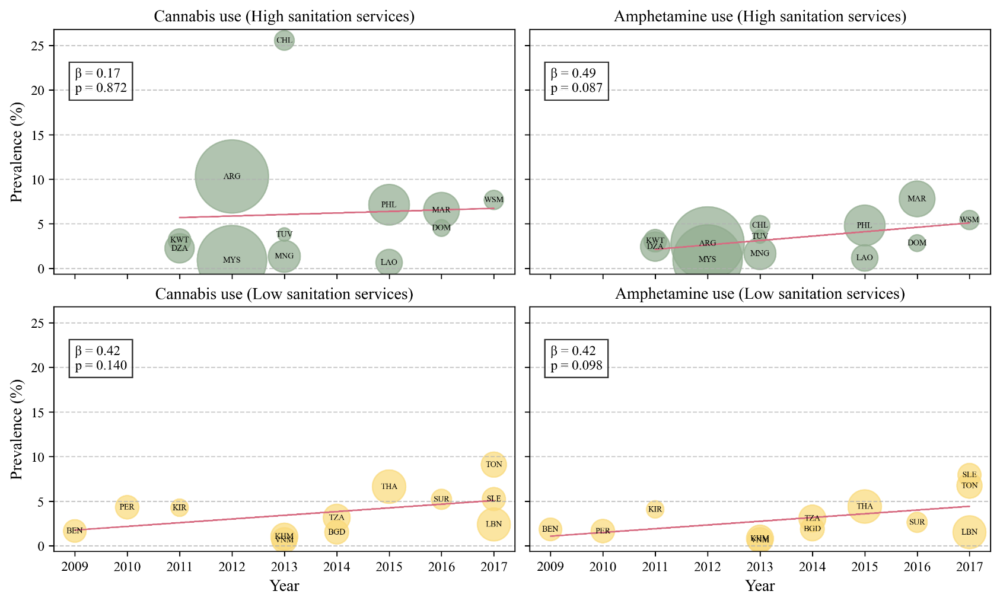 Cannabis use (High sanitation services)
Amphetamine use (High sanitation services)
Prevalence (%)
25
20
15
10
5
0
β = 0.17
p = 0.872
CHL
ARG
PHL
MAR
WSM
DOM
KWT
DZA
TUV
MYS
MNG
LAO
β = 0.49
p = 0.087
MAR
WSM
CHL
PHL
TUV
KWT
DZA
ARG
DOM
MYS
MNG
LAO
Cannabis use (Low sanitation services)
Amphetamine use (Low sanitation services)
Prevalence (%)
25
20
15
10
5
0
β = 0.42
p = 0.140
TON
THA
SUR
SLE
PER
KIR
TZA
LBN
BEN
BGD
KHM
VNM
2009 2010 2011 2012 2013 2014 2015 2016 2017
Year
β = 0.42
p = 0.098
SLE
TON
THA
KIR
TZA
SUR
BEN
BGD
PER
LBN
KHM
VNM
2009 2010 2011 2012 2013 2014 2015 2016 2017
Year